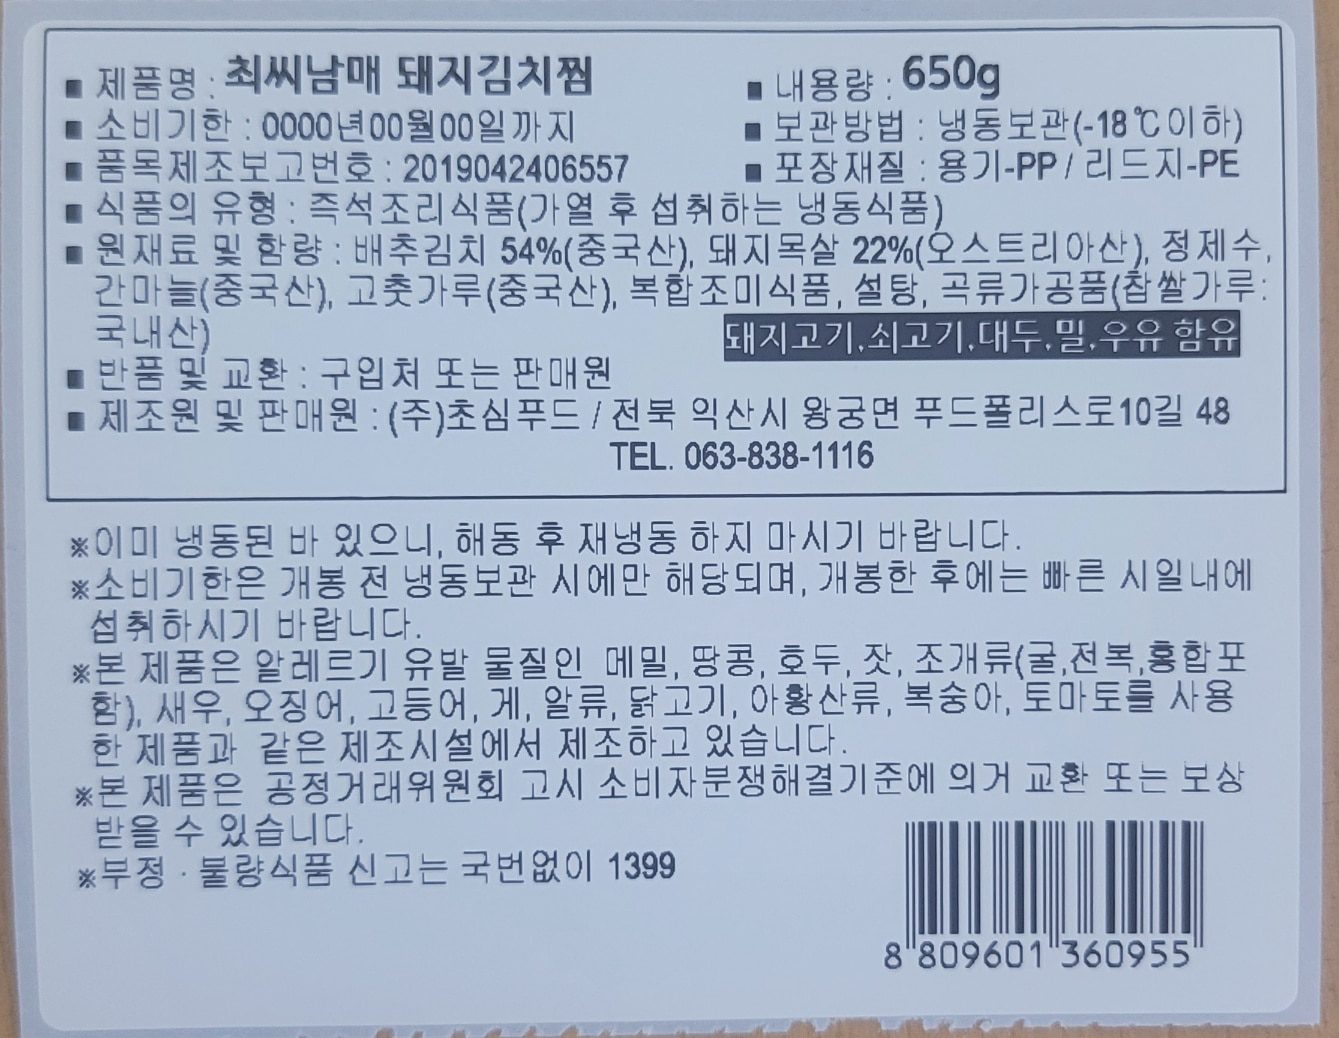 ▪ 제품명 : 최씨남매 돼지김치찜 ▪ 내용량 : 650g
▪ 소비기한 : 0000년00월00일까지 ▪ 보관방법 : 냉동보관(-18℃이하)
▪ 품목제조보고번호 : 2019042406557 ▪ 포장재질 : 용기-PP / 리드지-PE
▪ 식품의 유형 : 즉석조리식품(가열 후 섭취하는 냉동식품)
▪ 원재료 및 함량 : 배추김치 54%(중국산), 돼지목살 22%(오스트리아산), 정제수,
간마늘(중국산), 고춧가루(중국산), 복합조미식품, 설탕, 곡류가공품(찹쌀가루:
국내산) 돼지고기,쇠고기,대두,밀,우유 함유
▪ 반품 및 교환 : 구입처 또는 판매원
▪ 제조원 및 판매원 : (주)초심푸드 / 전북 익산시 왕궁면 푸드폴리스로10길 48
TEL. 063-838-1116
※이미 냉동된 바 있으니, 해동 후 재냉동 하지 마시기 바랍니다.
※소비기한은 개봉 전 냉동보관 시에만 해당되며, 개봉한 후에는 빠른 시일내에
섭취하시기 바랍니다.
※본 제품은 알레르기 유발 물질인 메밀, 땅콩, 호두, 잣, 조개류(굴,전복,홍합포
함), 새우, 오징어, 고등어, 게, 알류, 닭고기, 아황산류, 복숭아, 토마토를 사용
한 제품과 같은 제조시설에서 제조하고 있습니다.
※본 제품은 공정거래위원회 고시 소비자분쟁해결기준에 의거 교환 또는 보상
받을 수 있습니다.
※부정 · 불량식품 신고는 국번없이 1399
8 809601 360955